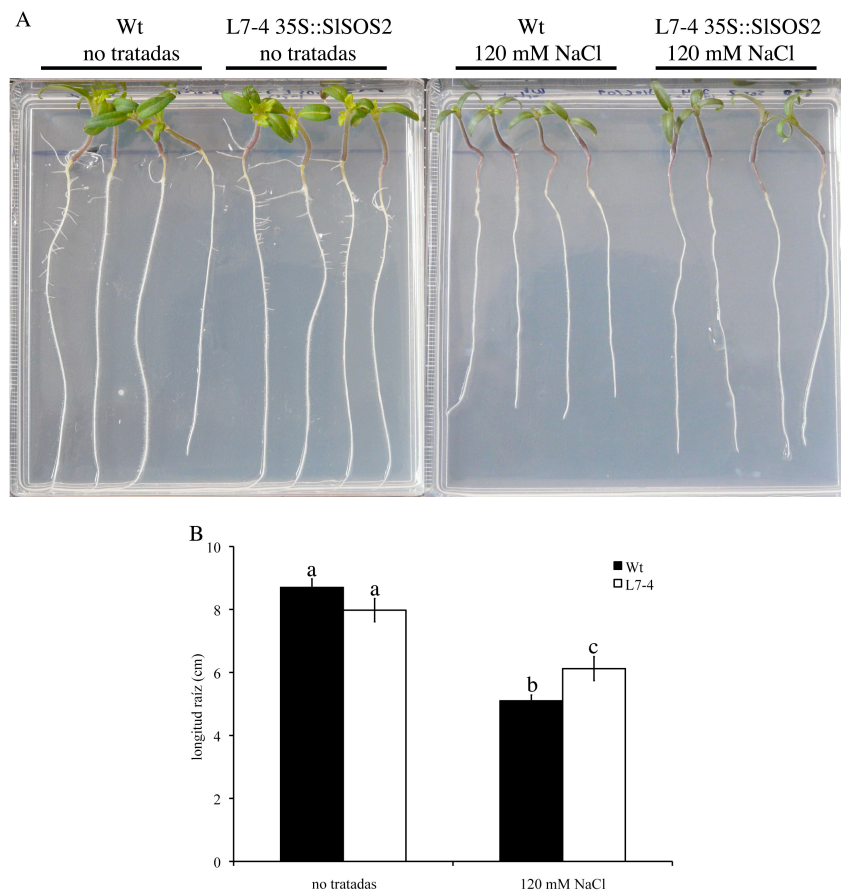 A
Wt
no tratadas
L7-4 35S::SlSOS2
no tratadas
Wt
120 mM NaCl
L7-4 35S::SlSOS2
120 mM NaCl
B
10
8
6
4
2
0
longitud raíz (cm)
a
a
b
c
Wt
L7-4
no tratadas
120 mM NaCl